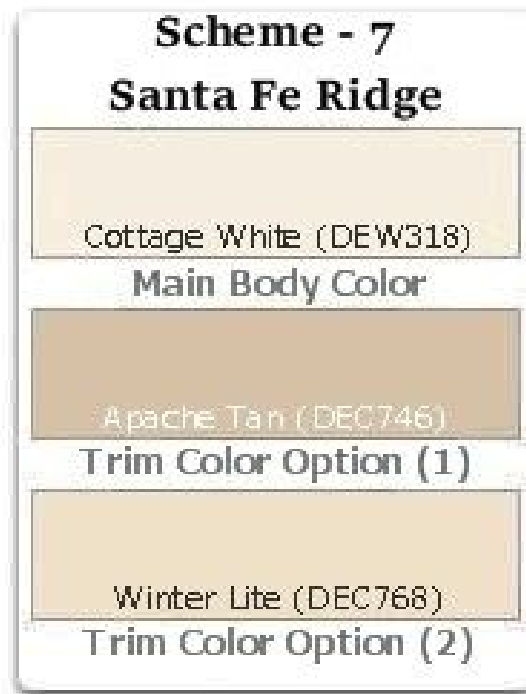 Scheme - 7
Santa Fe Ridge
Cottage White (DEW318)
Main Body Color
Apache Tan (DEC746)
Trim Color Option (1)
Winter Lite (DEC768)
Trim Color Option (2)